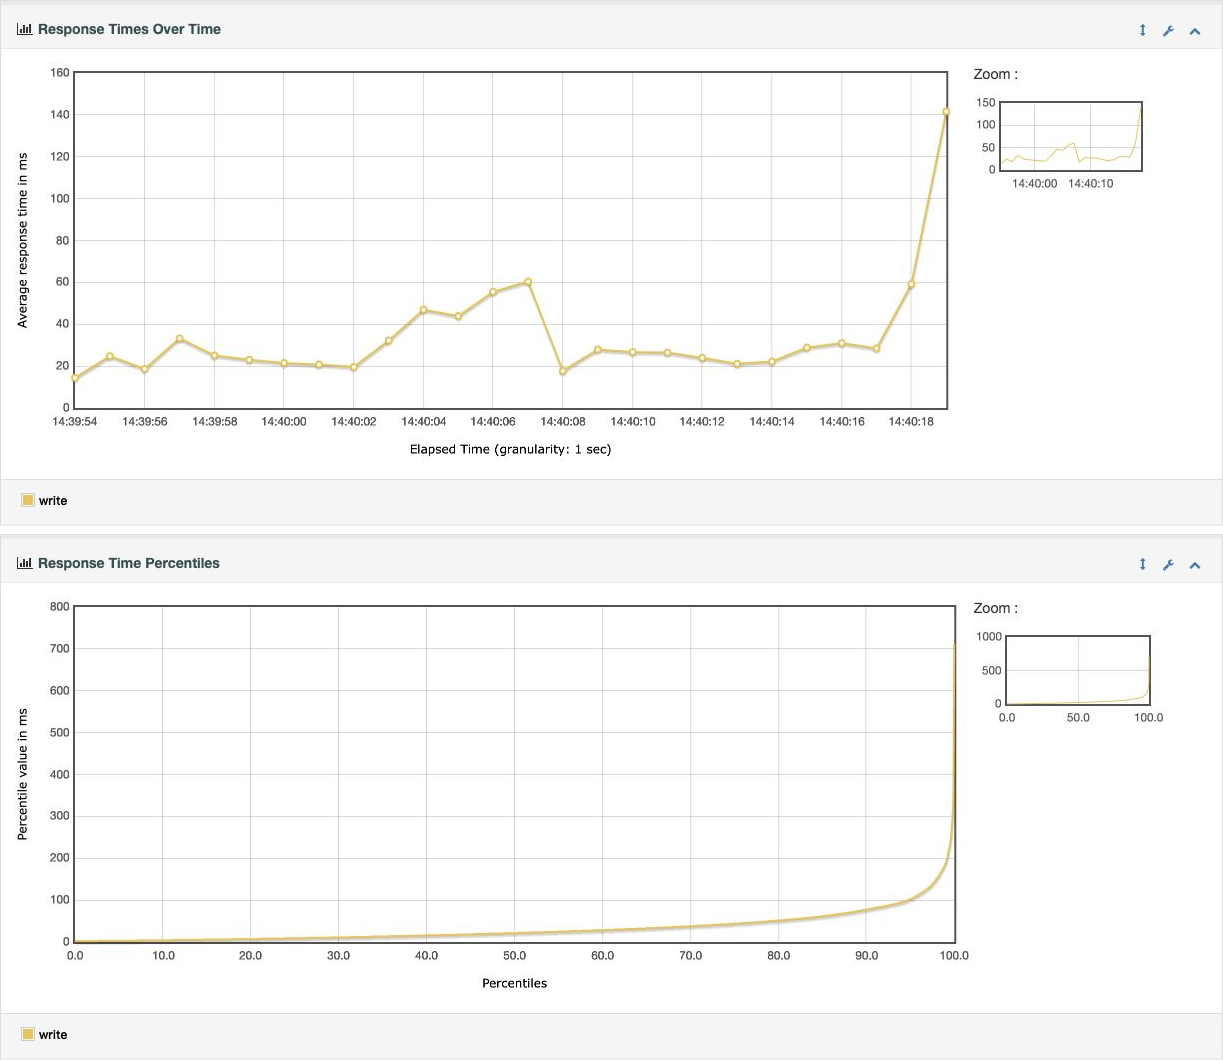 Response Times Over Time
Zoom :
160
140
120
100
80
60
40
20
0
Average response time in ms
14:39:54 14:39:56 14:39:58 14:40:00 14:40:02 14:40:04 14:40:06 14:40:08 14:40:10 14:40:12 14:40:14 14:40:16 14:40:18
Elapsed Time (granularity: 1 sec)
150
100
50
0
14:40:00 14:40:10
write
Response Time Percentiles
Zoom :
800
700
600
500
400
300
200
100
0
Percentile value in ms
0.0 10.0 20.0 30.0 40.0 50.0 60.0 70.0 80.0 90.0 100.0
Percentiles
1000
500
0
0.0 50.0 100.0
write